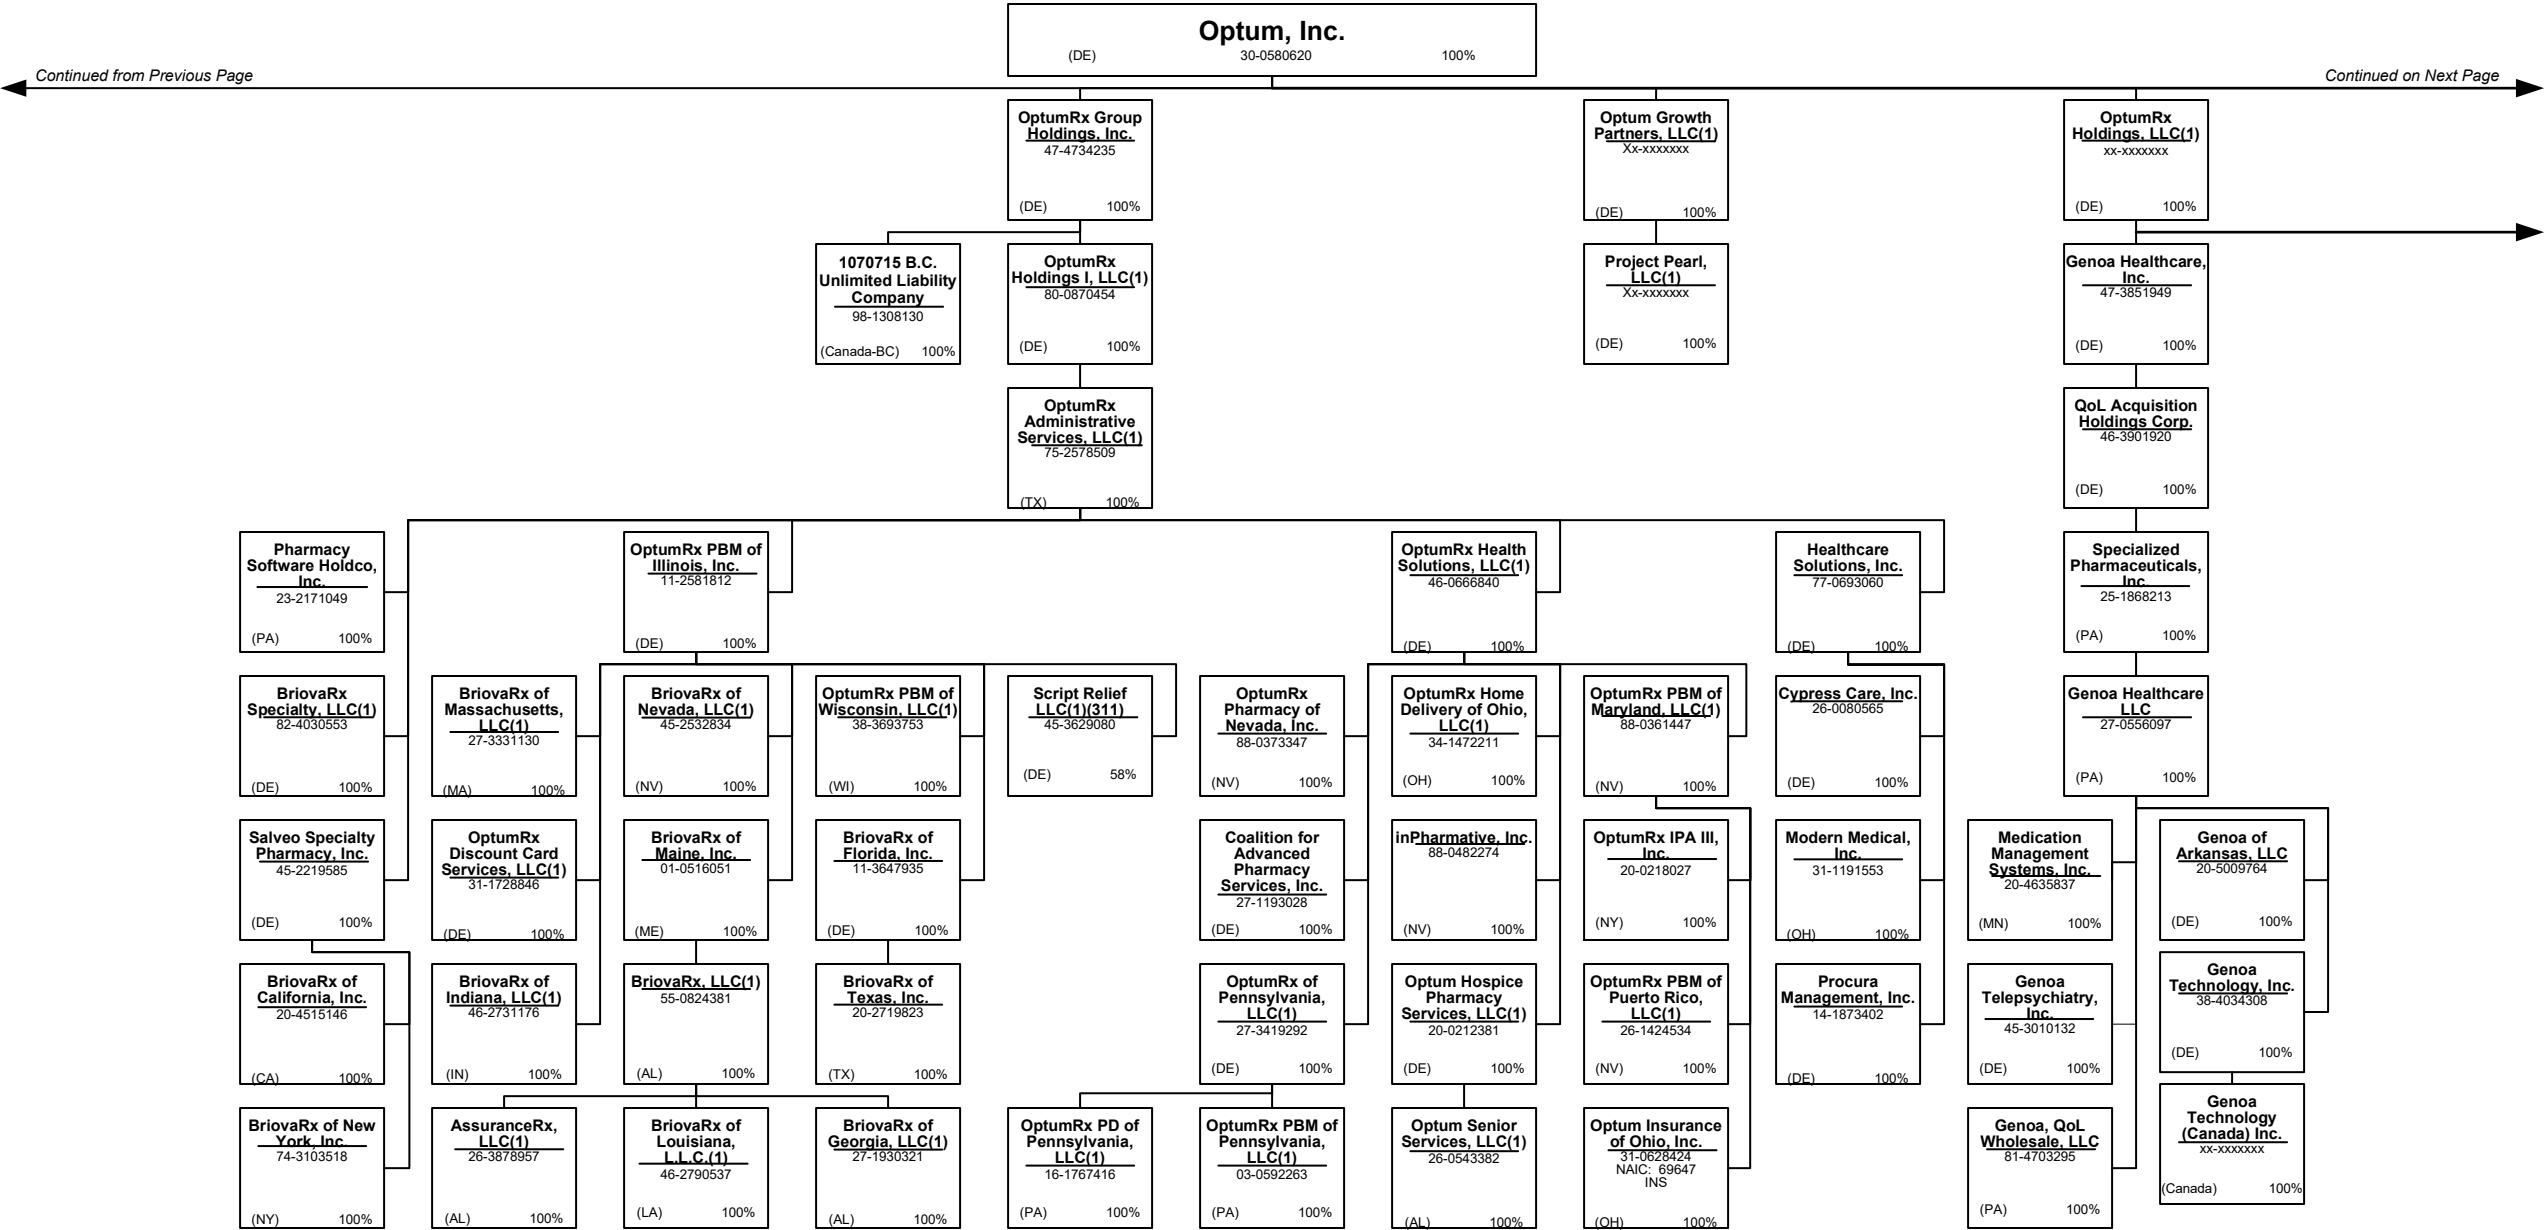 Optum, Inc.
(DE) 30-0580620 100%
Continued from Previous Page
Continued on Next Page
OptumRx Group
Holdings, Inc.
47-4734235
(DE) 100%
Optum Growth
Partners, LLC(1)
Xx-xxxxxxx
(DE) 100%
OptumRx
Holdings, LLC(1)
xx-xxxxxxx
(DE) 100%
1070715 B.C.
Unlimited Liability
Company
98-1308130
(Canada-BC) 100%
OptumRx
Holdings I, LLC(1)
80-0870454
(DE) 100%
Project Pearl,
LLC(1)
Xx-xxxxxxx
(DE) 100%
Genoa Healthcare,
Inc.
47-3851949
(DE) 100%
OptumRx
Administrative
Services, LLC(1)
75-2578509
(TX) 100%
QoL Acquisition
Holdings Corp.
46-3901920
(DE) 100%
Pharmacy
Software Holdco,
Inc.
23-2171049
(PA) 100%
OptumRx PBM of
Illinois, Inc.
11-2581812
(DE) 100%
OptumRx Health
Solutions, LLC(1)
46-0666840
(DE) 100%
Healthcare
Solutions, Inc.
77-0693060
(DE) 100%
Specialized
Pharmaceuticals,
Inc.
25-1868213
(PA) 100%
BriovaRx
Specialty, LLC(1)
82-4030553
(DE) 100%
BriovaRx of
Massachusetts,
LLC(1)
27-3331130
(MA) 100%
BriovaRx of
Nevada, LLC(1)
45-2532834
(NV) 100%
OptumRx PBM of
Wisconsin, LLC(1)
38-3693753
(WI) 100%
Script Relief
LLC(1)(311)
45-3629080
(DE) 58%
OptumRx
Pharmacy of
Nevada, Inc.
88-0373347
(NV) 100%
OptumRx Home
Delivery of Ohio,
LLC(1)
34-1472211
(OH) 100%
OptumRx PBM of
Maryland, LLC(1)
88-0361447
(NV) 100%
Cypress Care, Inc.
26-0080565
(DE) 100%
Genoa Healthcare
LLC
27-0556097
(PA) 100%
Salveo Specialty
Pharmacy, Inc.
45-2219585
(DE) 100%
OptumRx
Discount Card
Services, LLC(1)
31-1728846
(DE) 100%
BriovaRx of
Maine, Inc.
01-0516051
(ME) 100%
BriovaRx of
Florida, Inc.
11-3647935
(DE) 100%
Coalition for
Advanced
Pharmacy
Services, Inc.
27-1193028
(DE) 100%
inPharmative, Inc.
88-0482274
(NV) 100%
OptumRx IPA III,
Inc.
20-0218027
(NY) 100%
Modern Medical,
Inc.
31-1191553
(OH) 100%
Medication
Management
Systems, Inc.
20-4635837
(MN) 100%
Genoa of
Arkansas, LLC
20-5009764
(DE) 100%
BriovaRx of
California, Inc.
20-4515146
(CA) 100%
BriovaRx of
Indiana, LLC(1)
46-2731176
(IN) 100%
BriovaRx, LLC(1)
55-0824381
(AL) 100%
BriovaRx of
Texas, Inc.
20-2719823
(TX) 100%
OptumRx of
Pennsylvania,
LLC(1)
27-3419292
(DE) 100%
Optum Hospice
Pharmacy
Services, LLC(1)
20-0212381
(DE) 100%
OptumRx PBM of
Puerto Rico,
LLC(1)
26-1424534
(NV) 100%
Procura
Management, Inc.
14-1873402
(DE) 100%
Genoa
Telepsychiatry,
Inc.
45-3010132
(DE) 100%
Genoa
Technology, Inc.
38-4034308
(DE) 100%
BriovaRx of New
York, Inc.
74-3103518
(NY) 100%
AssuranceRx,
LLC(1)
26-3878957
(AL) 100%
BriovaRx of
Louisiana,
L.L.C.(1)
46-2790537
(LA) 100%
BriovaRx of
Georgia, LLC(1)
27-1930321
(AL) 100%
OptumRx PD of
Pennsylvania,
LLC(1)
16-1767416
(PA) 100%
OptumRx PBM of
Pennsylvania,
LLC(1)
03-0592263
(PA) 100%
Optum Senior
Services, LLC(1)
26-0543382
(AL) 100%
Optum Insurance
of Ohio, Inc.
31-0628424
NAIC: 69647
INS
(OH) 100%
Genoa, QoL
Wholesale, LLC
81-4703295
(PA) 100%
Genoa
Technology
(Canada) Inc.
xx-xxxxxxx
(Canada) 100%